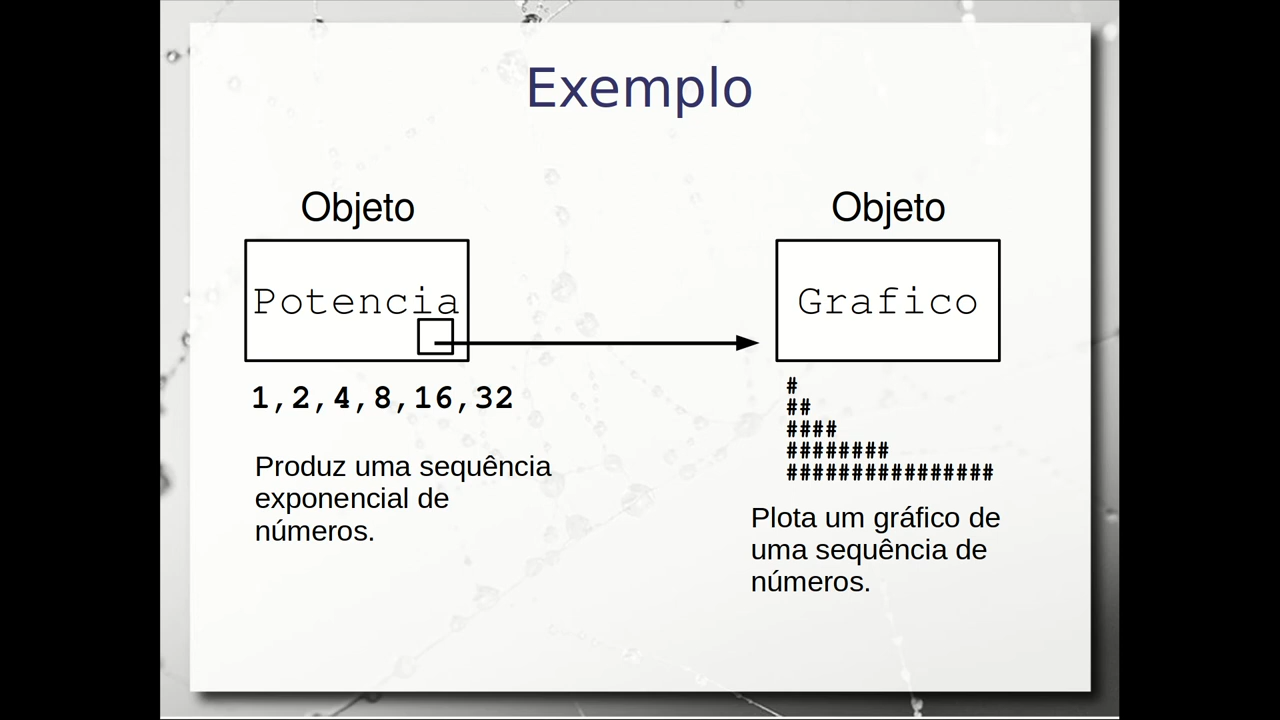 Exemplo
Objeto
Potencia
1,2,4,8,16,32
Produz uma sequência
exponencial de
números.
Objeto
Grafico
#
##
####
########
################
Plota um gráfico de
uma sequência de
números.